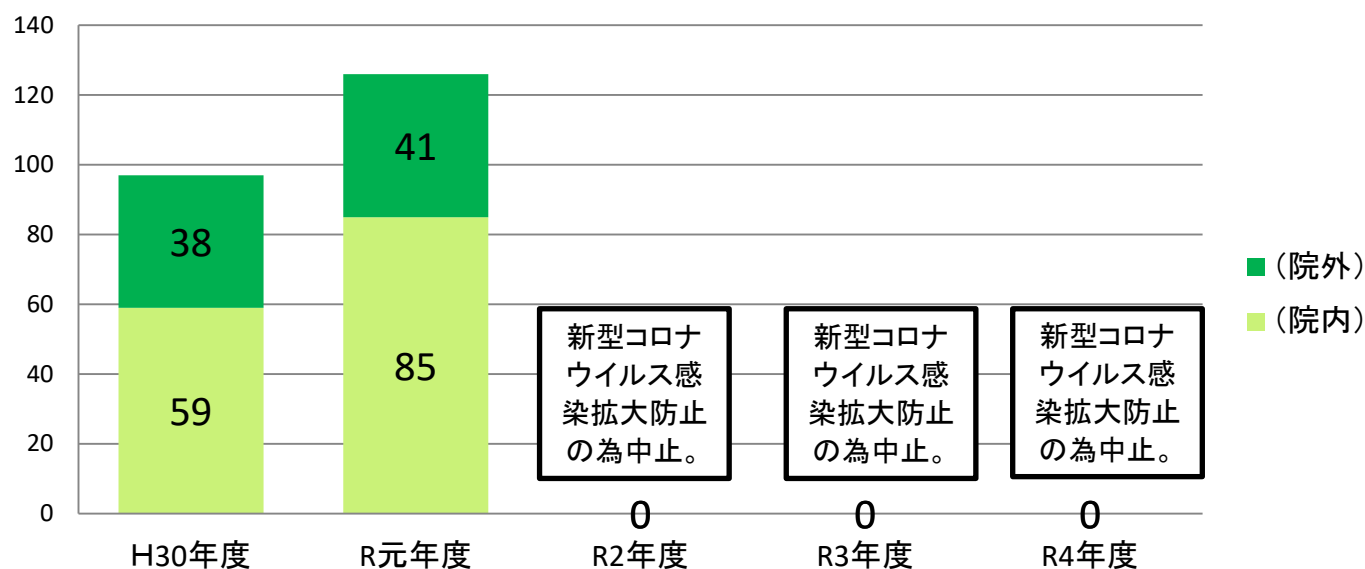 140
120
100
80
60
40
20
0
38
59
41
85
新型コロナ
ウイルス感
染拡大防止
の為中止。
0
新型コロナ
ウイルス感
染拡大防止
の為中止。
0
新型コロナ
ウイルス感
染拡大防止
の為中止。
0
H30年度
R元年度
R2年度
R3年度
R4年度
（院外）
（院内）